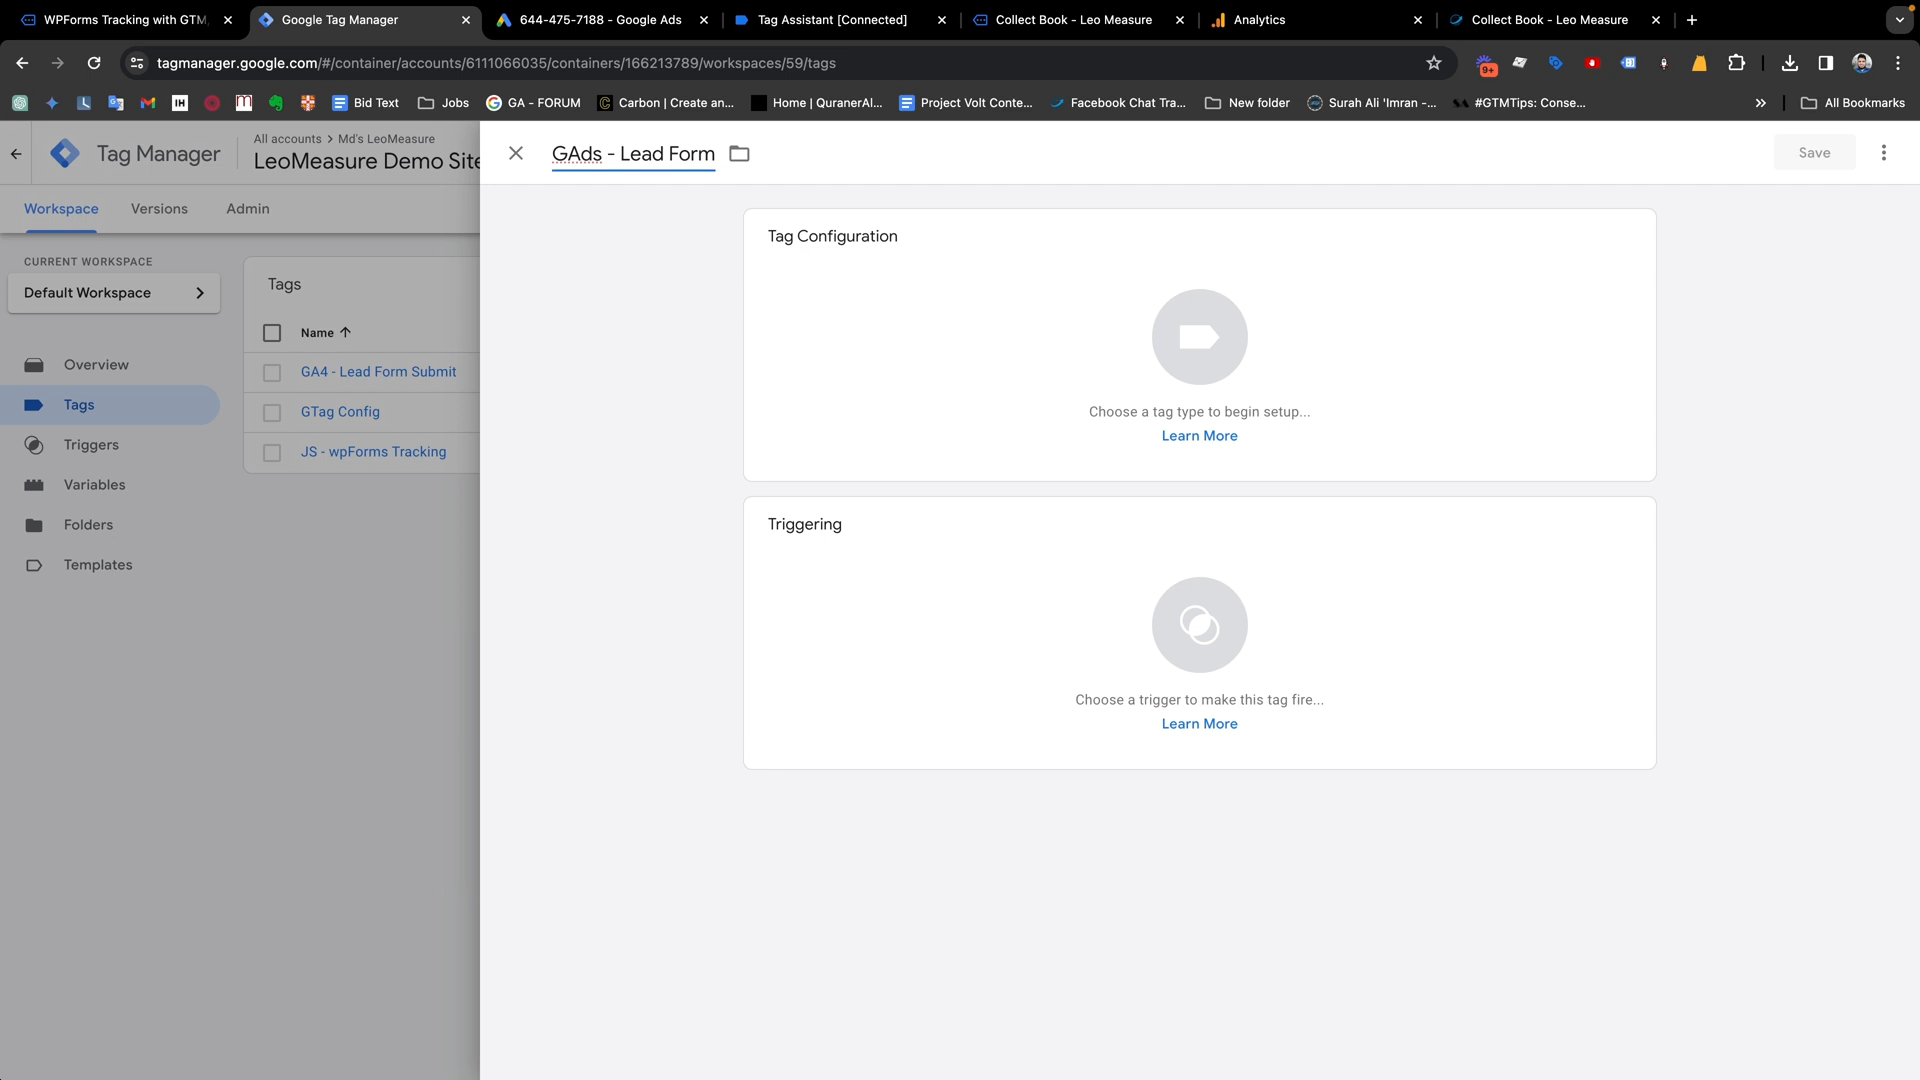 WPForms Tracking with GTM
Google Tag Manager
644-475-7188 - Google Ads
Tag Assistant [Connected]
Collect Book - Leo Measure
Analytics
Collect Book - Leo Measure
tagmanager.google.com/#/container/accounts/6111066035/containers/166213789/workspaces/59/tags
9+
Bid Text
Jobs
GA - FORUM
Carbon | Create an...
Home | QuranerAl...
Project Volt Conte...
Facebook Chat Tra...
New folder
Surah Ali 'Imran -...
#GTMTips: Conse...
All Bookmarks
Tag Manager
All accounts > Md's LeoMeasure
LeoMeasure Demo Site
GAds - Lead Form
Save
Workspace
Versions
Admin
CURRENT WORKSPACE
Default Workspace
Overview
Tags
Triggers
Variables
Folders
Templates
Tags
Name
GA4 - Lead Form Submit
GTag Config
JS - wpForms Tracking
Tag Configuration
Choose a tag type to begin setup...
Learn More
Triggering
Choose a trigger to make this tag fire...
Learn More